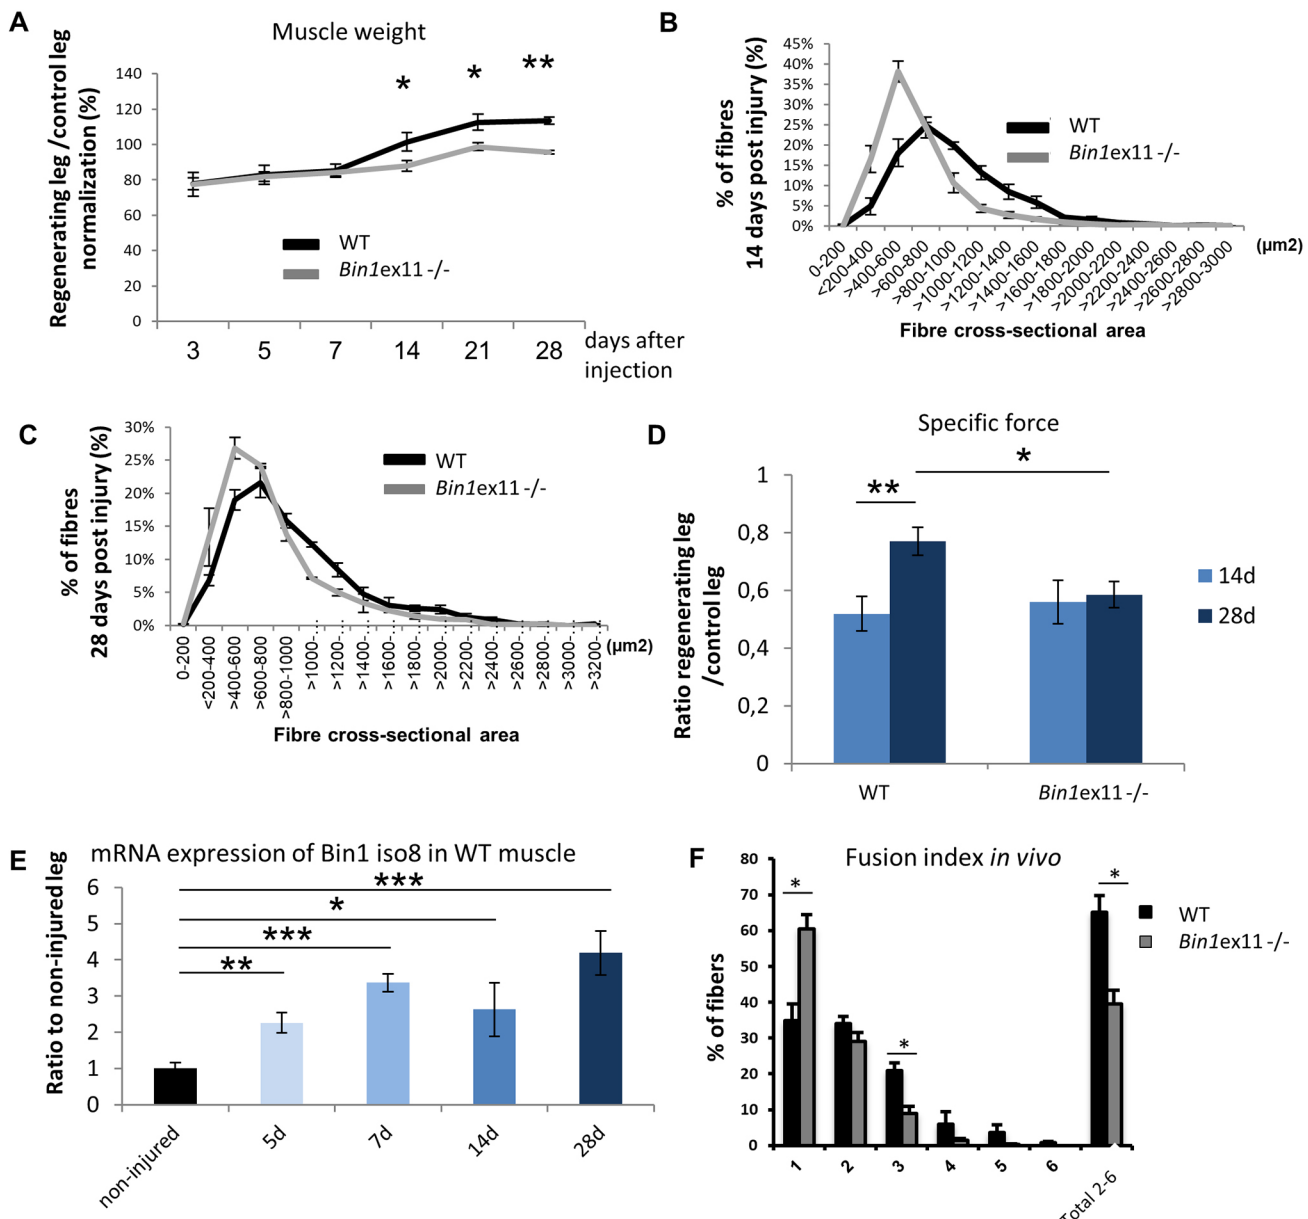 A
Muscle weight
Regenerating leg /control leg
normalization (%)
140
120
100
80
60
40
20
0
* * **
WT
Bin1ex11 -/-
3 5 7 14 21 28
days after
injection
B
% of fibres
14 days post injury (%)
45%
40%
35%
30%
25%
20%
15%
10%
5%
0%
WT
Bin1ex11 -/-
0-200
<200-400
>400-600
>600-800
>800-1000
>1000-1200
>1200-1400
>1400-1600
>1600-1800
>1800-2000
>2000-2200
>2200-2400
>2400-2600
>2600-2800
>2800-3000
(µm2)
Fibre cross-sectional area
C
% of fibres
28 days post injury (%)
30%
25%
20%
15%
10%
5%
0%
WT
Bin1ex11 -/-
0-200
<200-400
>400-600
>600-800
>800-1000
>1000-
>1200-
>1400-
>1600-
>1800-
>2000-
>2200-
>2400-
>2600-
>2800-
>3000-
>3200-
(µm2)
Fibre cross-sectional area
D
Specific force
Ratio regenerating leg
/control leg
1
0,8
0,6
0,4
0,2
0
**
*
14d
28d
WT
Bin1ex11 -/-
E
mRNA expression of Bin1 iso8 in WT muscle
Ratio to non-injured leg
6
5
4
3
2
1
0
***
*
***
**
non-injured
5d
7d
14d
28d
F
Fusion index in vivo
% of fibers
80
70
60
50
40
30
20
10
0
*
*
*
WT
Bin1ex11 -/-
1
2
3
4
5
6
Total 2-6